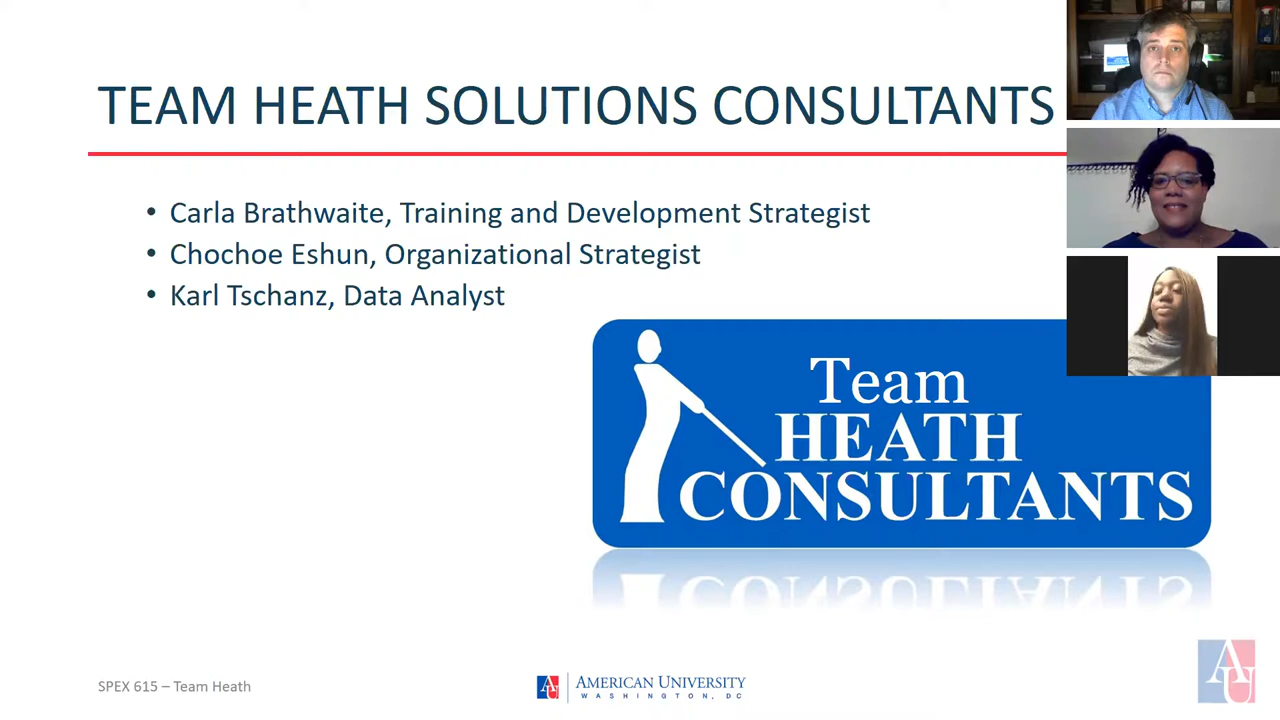 TEAM HEATH SOLUTIONS CONSULTANTS
• Carla Brathwaite, Training and Development Strategist
• Chochoe Eshun, Organizational Strategist
• Karl Tschanz, Data Analyst
Team
HEATH
CONSULTANTS
SPEX 615 – Team Heath
AU
AMERICAN UNIVERSITY
WASHINGTON, DC
AU